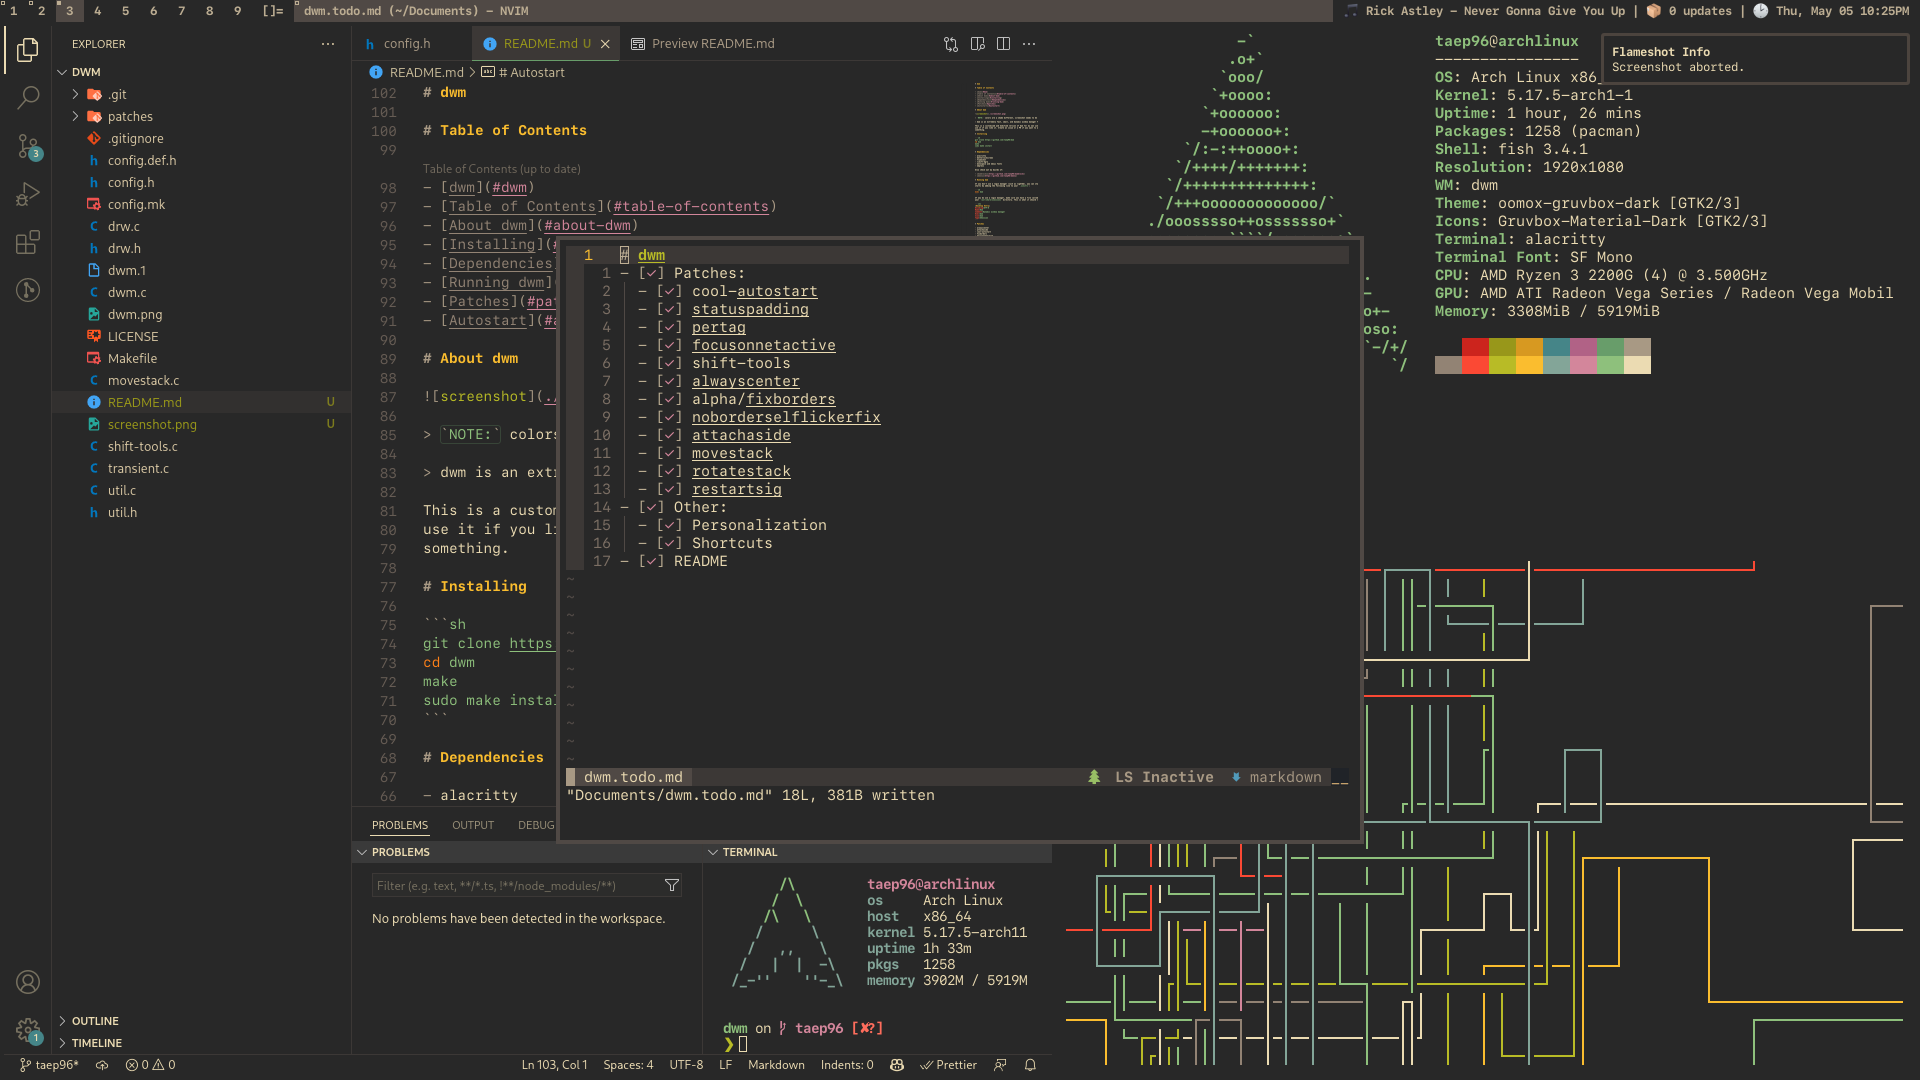 1 2 3 4 5 6 7 8 9 []= dwm.todo.md (~/Documents) - NVIM
Rick Astley - Never Gonna Give You Up | 0 updates | Thu, May 05 10:25PM
EXPLORER
DWM
.git
patches
.gitignore
config.def.h
config.h
config.mk
drw.c
drw.h
dwm.1
dwm.c
dwm.png
LICENSE
Makefile
movestack.c
README.md U
screenshot.png U
shift-tools.c
transient.c
util.c
util.h
OUTLINE
TIMELINE
3
1
config.h
README.md U
Preview README.md
README.md > # Autostart
102 # dwm
101
100 # Table of Contents
99
Table of Contents (up to date)
98 - [dwm](#dwm)
97 - [Table of Contents](#table-of-contents)
96 - [About dwm](#about-dwm)
95 - [Installing](#
94 - [Dependencies]
93 - [Running dwm](
92 - [Patches](#pat
91 - [Autostart](#a
90
89 # About dwm
88
87 ![screenshot](./
86
85 > `NOTE:` colors
84
83 > dwm is an extr
82
81 This is a custom
80 use it if you li
79 something.
78
77 # Installing
76
75 ```sh
74 git clone https:
73 cd dwm
72 make
71 sudo make instal
70 ```
69
68 # Dependencies
67
66 - alacritty
1 # dwm
1 - [✓] Patches:
2 - [✓] cool-autostart
3 - [✓] statuspadding
4 - [✓] pertag
5 - [✓] focusonnetactive
6 - [✓] shift-tools
7 - [✓] alwayscenter
8 - [✓] alpha/fixborders
9 - [✓] noborderselflickerfix
10 - [✓] attachaside
11 - [✓] movestack
12 - [✓] rotatestack
13 - [✓] restartsig
14 - [✓] Other:
15 - [✓] Personalization
16 - [✓] Shortcuts
17 - [✓] README
dwm.todo.md
LS Inactive
markdown
"Documents/dwm.todo.md" 18L, 381B written
PROBLEMS OUTPUT DEBUG
PROBLEMS
Filter (e.g. text, **/*.ts, !**/node_modules/**)
No problems have been detected in the workspace.
TERMINAL
taep96@archlinux
os Arch Linux
host x86_64
kernel 5.17.5-arch11
uptime 1h 33m
pkgs 1258
memory 3902M / 5919M
dwm on taep96 [✘?]
❯
taep96* 0 0
Ln 103, Col 1 Spaces: 4 UTF-8 LF Markdown Indents: 0 Prettier
taep96@archlinux
----------------
OS: Arch Linux x86_
Kernel: 5.17.5-arch1-1
Uptime: 1 hour, 26 mins
Packages: 1258 (pacman)
Shell: fish 3.4.1
Resolution: 1920x1080
WM: dwm
Theme: oomox-gruvbox-dark [GTK2/3]
Icons: Gruvbox-Material-Dark [GTK2/3]
Terminal: alacritty
Terminal Font: SF Mono
CPU: AMD Ryzen 3 2200G (4) @ 3.500GHz
GPU: AMD ATI Radeon Vega Series / Radeon Vega Mobil
Memory: 3308MiB / 5919MiB
Flameshot Info
Screenshot aborted.